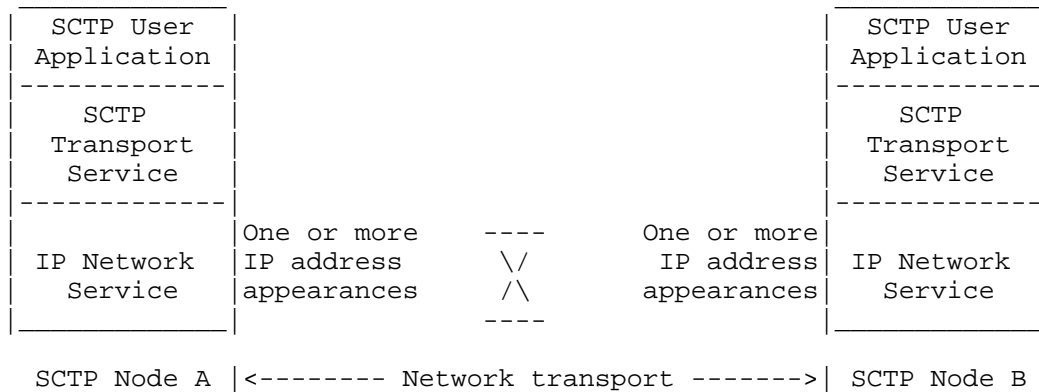 SCTP User SCTP User
Application Application
SCTP SCTP
Transport Transport
Service Service
One or more One or more
IP Network IP address IP address IP Network
Service appearances appearances Service
SCTP Node A |<-------- Network transport ------->| SCTP Node B